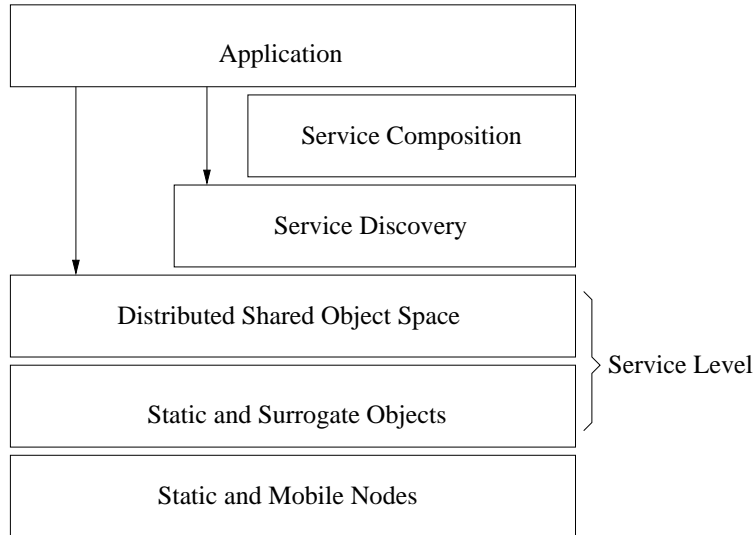 Application
Service Composition
Service Discovery
Distributed Shared Object Space
Service Level
Static and Surrogate Objects
Static and Mobile Nodes